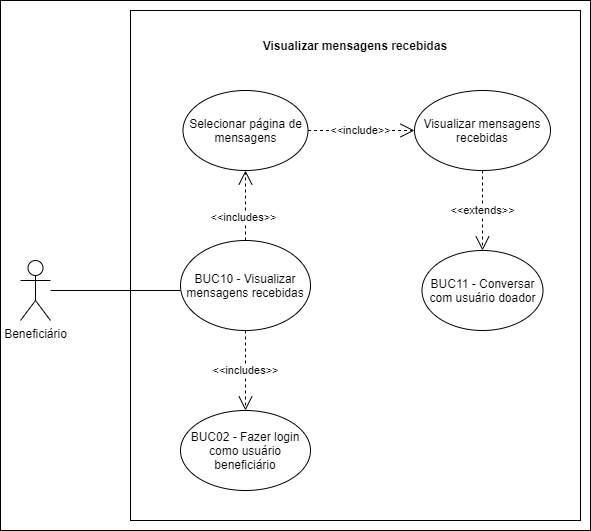 Visualizar mensagens recebidas
Selecionar página de
mensagens
<<include>>
Visualizar mensagens
recebidas
<<includes>>
<<extends>>
BUC10 - Visualizar
mensagens recebidas
BUC11 - Conversar
com usuário doador
Beneficiário
<<includes>>
BUC02 - Fazer login
como usuário
beneficiário